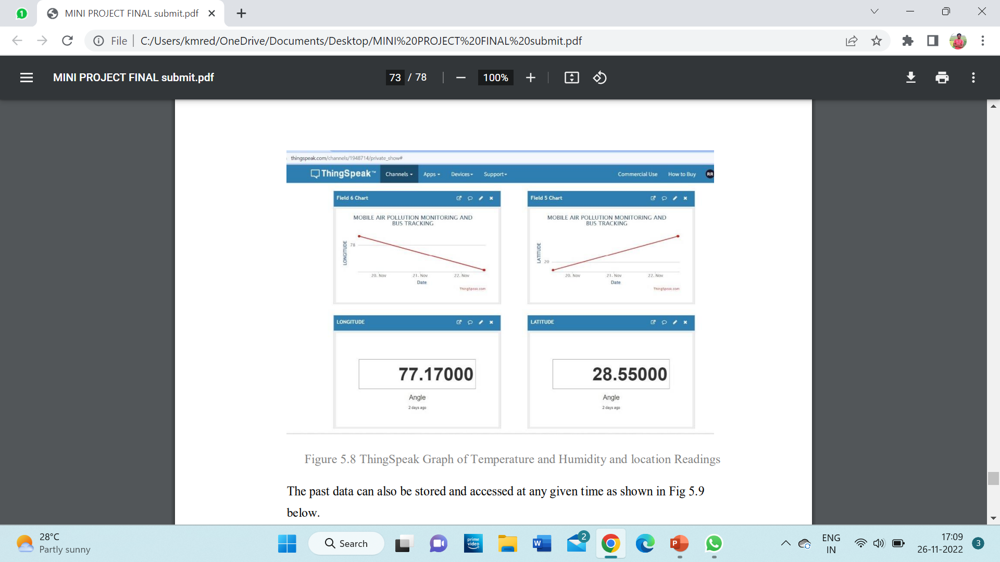 1
MINI PROJECT FINAL submit.pdf
File
C:/Users/kmred/OneDrive/Documents/Desktop/MINI%20PROJECT%20FINAL%20submit.pdf
MINI PROJECT FINAL submit.pdf
73 / 78
100%
thingspeak.com/channels/1948714/private_show#
ThingSpeak™
Channels
Apps
Devices
Support
Commercial Use
How to Buy
RR
Field 6 Chart
MOBILE AIR POLLUTION MONITORING AND
BUS TRACKING
LONGITUDE
78
20. Nov
21. Nov
22. Nov
Date
ThingSpeak.com
Field 5 Chart
MOBILE AIR POLLUTION MONITORING AND
BUS TRACKING
LATITUDE
20
20. Nov
21. Nov
22. Nov
Date
ThingSpeak.com
LONGITUDE
77.17000
Angle
2 days ago
LATITUDE
28.55000
Angle
2 days ago
Figure 5.8 ThingSpeak Graph of Temperature and Humidity and location Readings
The past data can also be stored and accessed at any given time as shown in Fig 5.9
below.
28°C
Partly sunny
Search
prime
video
W
2
P
ENG
IN
17:09
26-11-2022
3